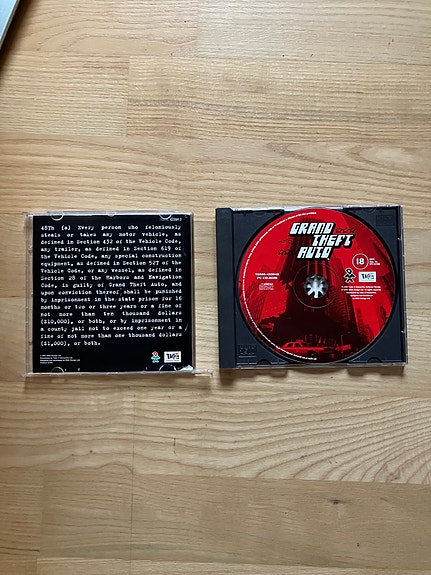 487h (a) Every person who feloniously
steals or takes any motor vehicle, as
defined in Section 432 of the Vehicle Code,
any trailer, as defined in Section 619 of
the Vehicle Code, any special construction
equipment, as defined in Section 527 of the
Vehicle Code, or any vessel, as defined in
Section 28 of the Harbors and Navigation
Code, is guilty of Grand Theft Auto, and
upon conviction thereof shall be punished
by imprisonment in the state prison for 16
months or two or three years or a fine of
not more than ten thousand dollars
($10,000), or both, or by imprisonment in
a county jail not to exceed one year or a
fine of not more than one thousand dollars
($1,000), or both.
GRAND
THEFT
AUTO
PC CD-ROM
18